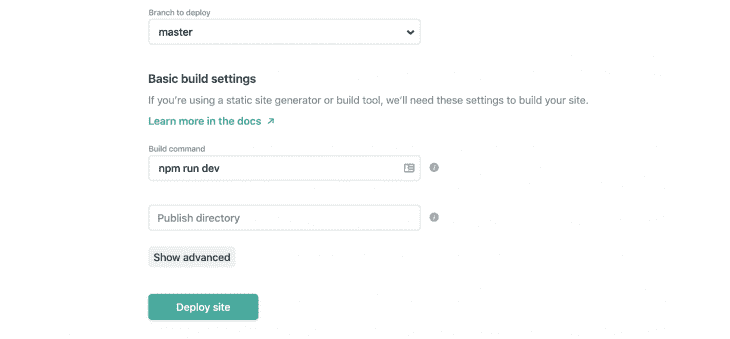 Branch to deploy
master
Basic build settings
If you're using a static site generator or build tool, we'll need these settings to build your site.
Learn more in the docs ↗
Build command
npm run dev
Publish directory
Show advanced
Deploy site